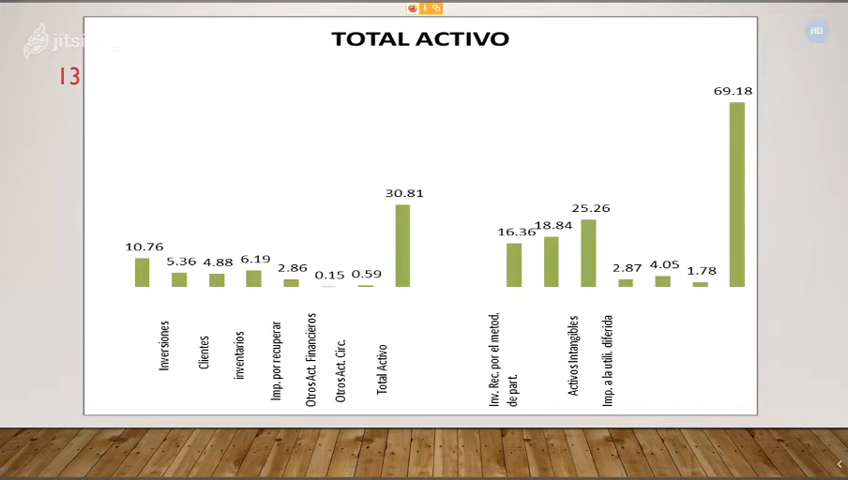 HD
jitsi.org
TOTAL ACTIVO
13
69.18
30.81
10.76
5.36
4.88
6.19
2.86
0.15
0.59
16.36
18.84
25.26
2.87
4.05
1.78
Inversiones
Clientes
inventarios
Imp. por recuperar
Otros Act. Financieros
Otros Act. Circ.
Total Activo
Inv. Rec. por el metod.
de part.
Activos Intangibles
Imp. a la utili. diferida